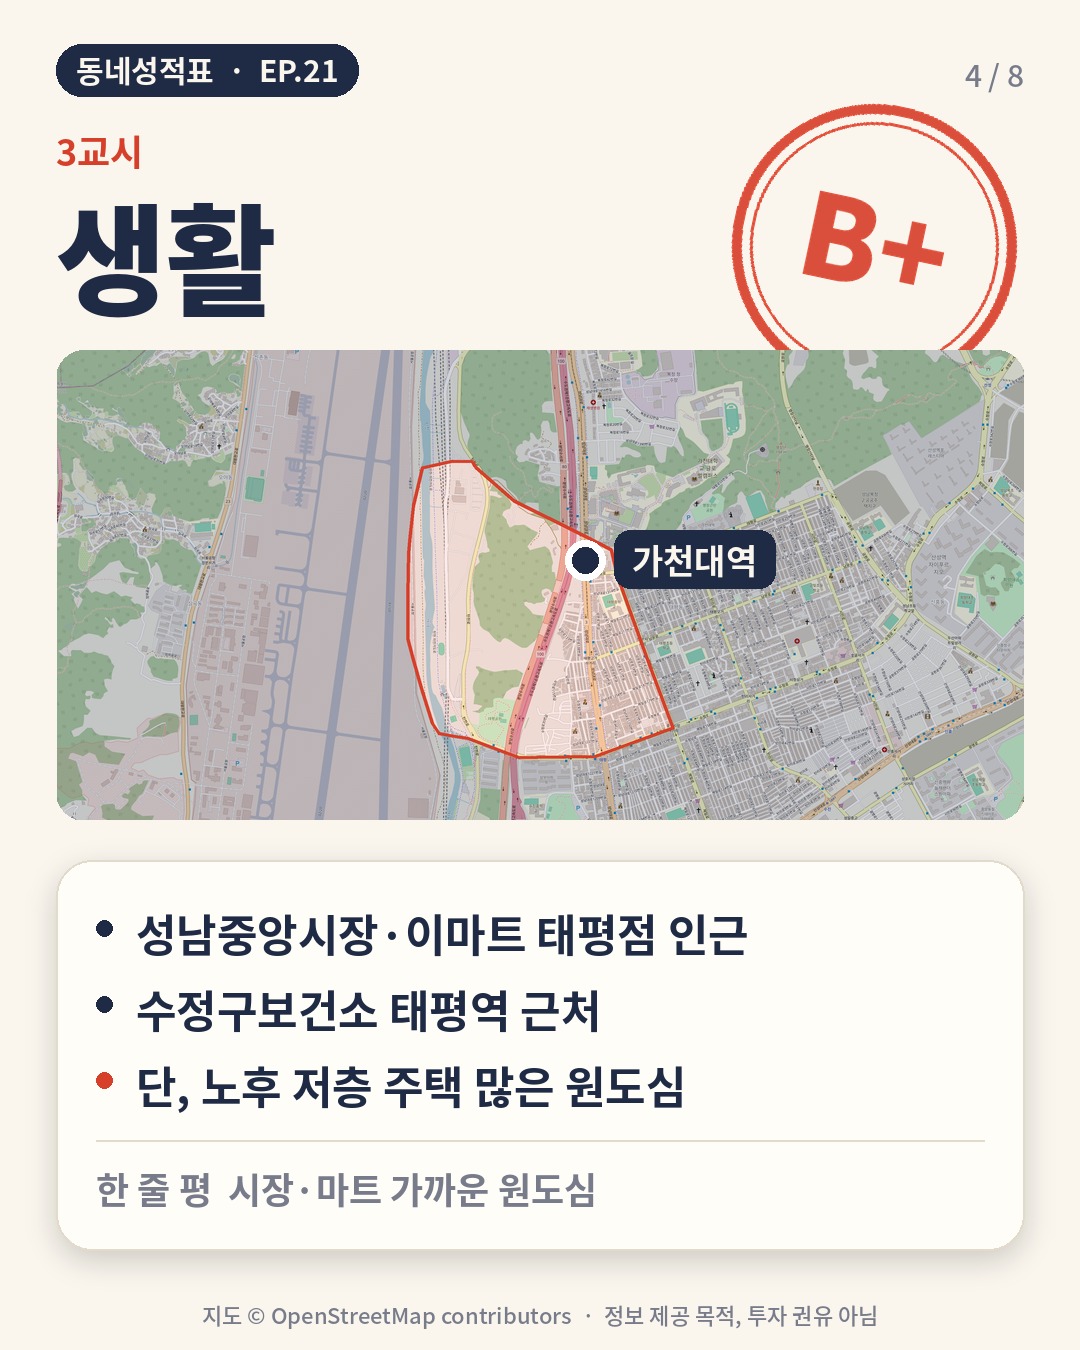 동네성적표 · EP.21
4 / 8
3교시
생활
B+
가천대역
성남중앙시장·이마트 태평점 인근
수정구보건소 태평역 근처
단, 노후 저층 주택 많은 원도심
한 줄 평 시장·마트 가까운 원도심
지도 © OpenStreetMap contributors · 정보 제공 목적, 투자 권유 아님